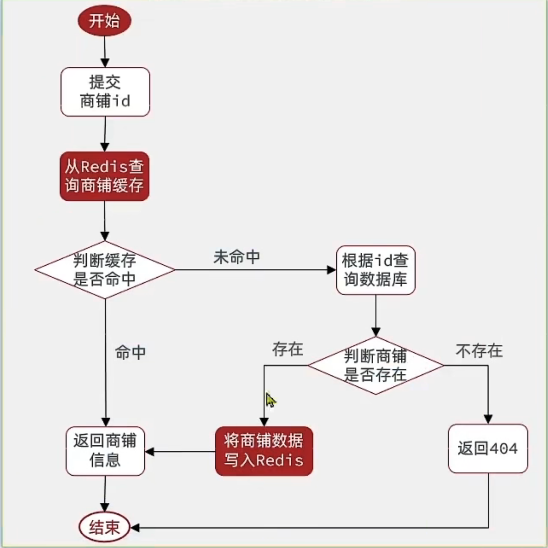 开始
提交
商铺id
从Redis查
询商铺缓存
判断缓存
是否命中
未命中
根据id查
询数据库
命中
存在
判断商铺
是否存在
不存在
返回商铺
信息
将商铺数据
写入Redis
返回404
结束